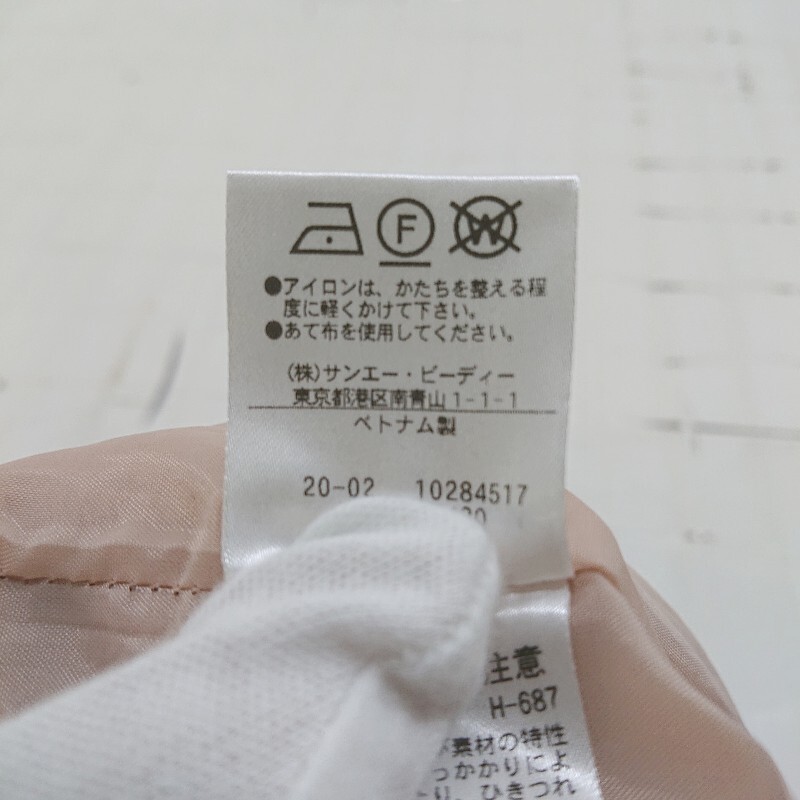 F W
●アイロンは、かたちを整える程
度に軽くかけて下さい。
●あて布を使用してください。
(株)サンエー・ビーディー
東京都港区南青山1-1-1
ベトナム製
20-02 10284517
注意
H-687
素材の特性
っかかりによ
り、ひきつれ